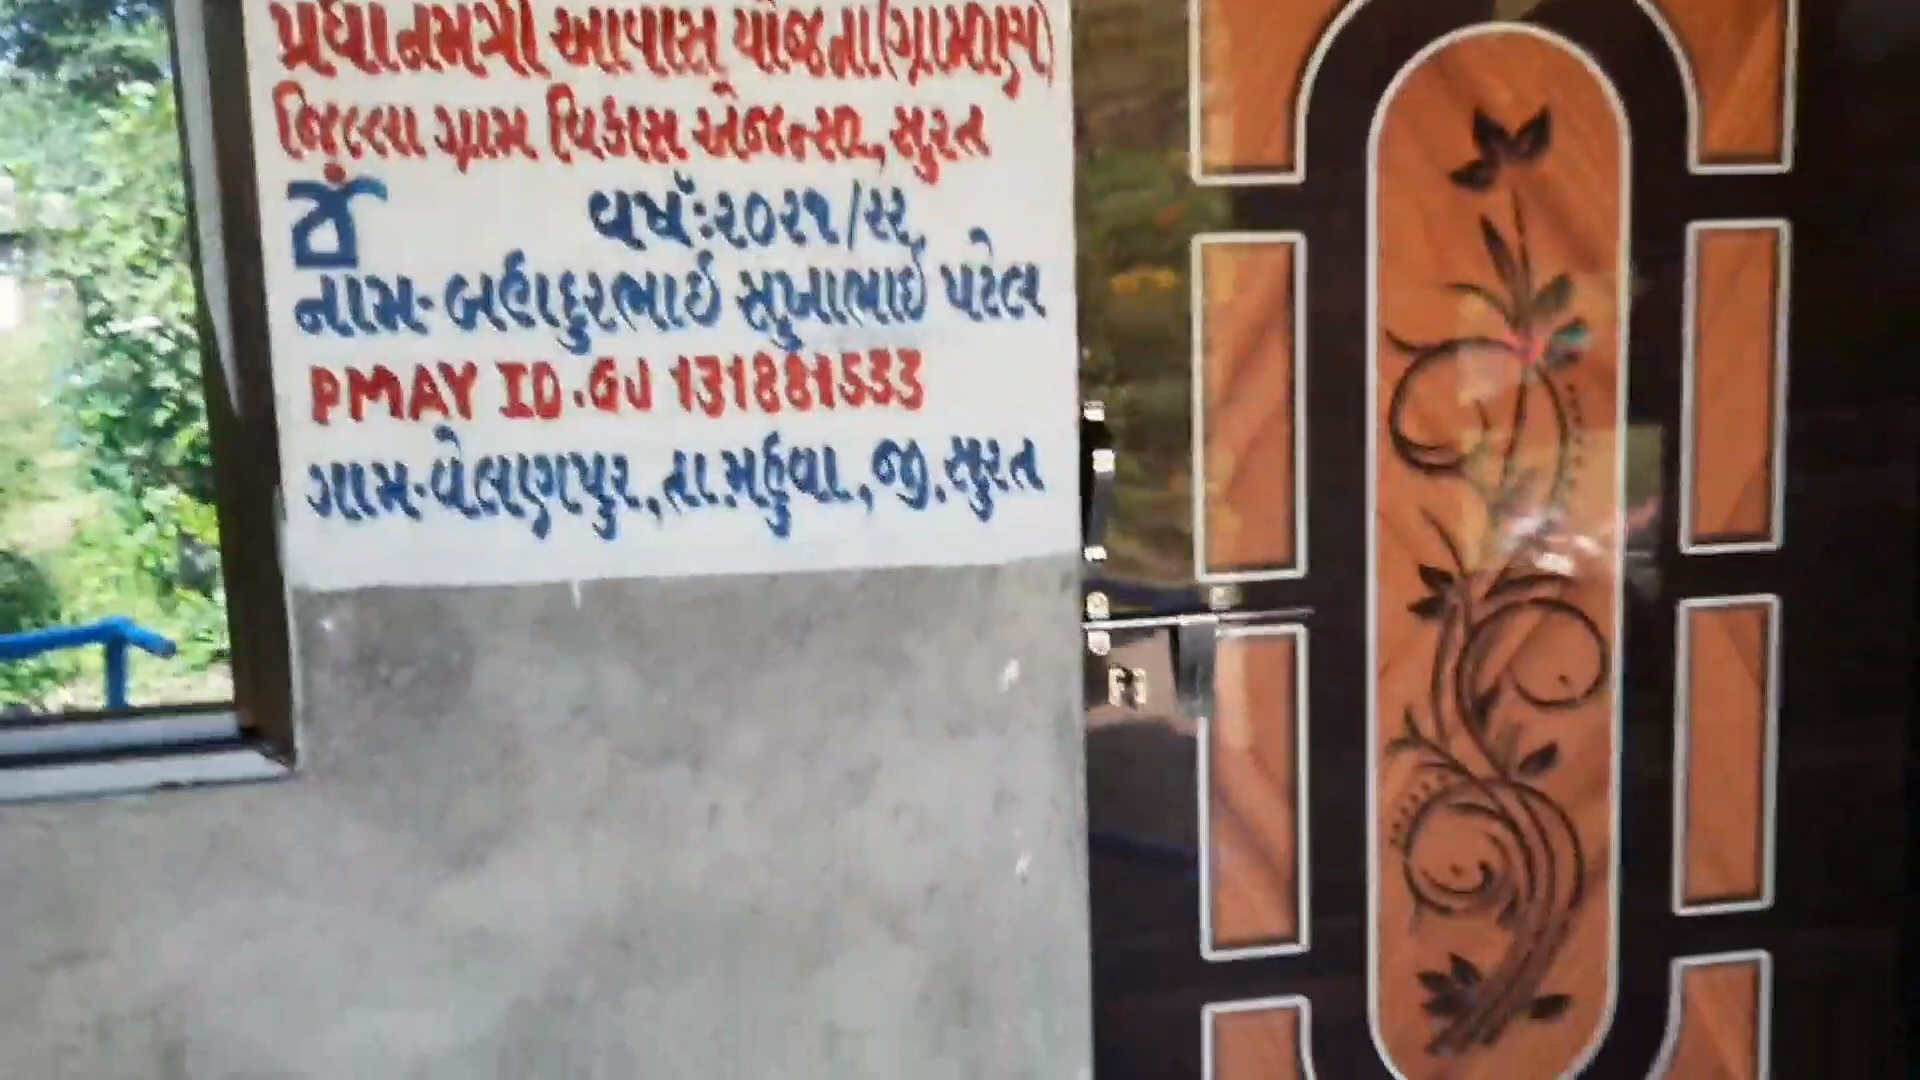 પ્રધાનમંત્રી આવાસ યોજના(ગ્રામીણ)
જિલ્લા ગ્રામ વિકાસ એજન્સી, સુરત
વર્ષ:૨૦૨૧/૨૨
નામ- બહાદુરભાઈ સુખાભાઈ પટેલ
PMAY ID.GJ 131881533
ગામ-વેલણપુર,તા.મહુવા,જી.સુરત